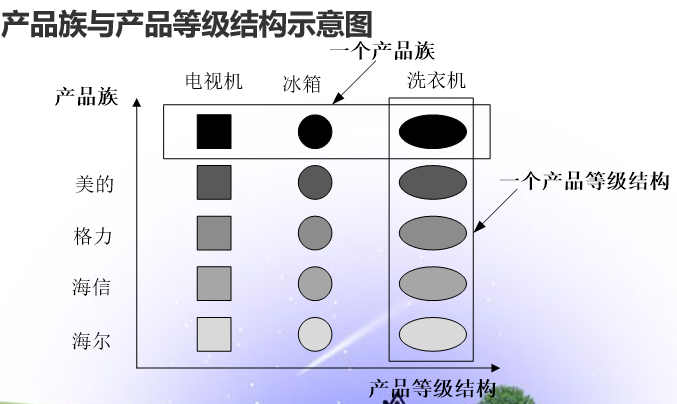 产品族与产品等级结构示意图
一个产品族
电视机
冰箱
洗衣机
产品族
美的
一个产品等级结构
格力
海信
海尔
产品等级结构